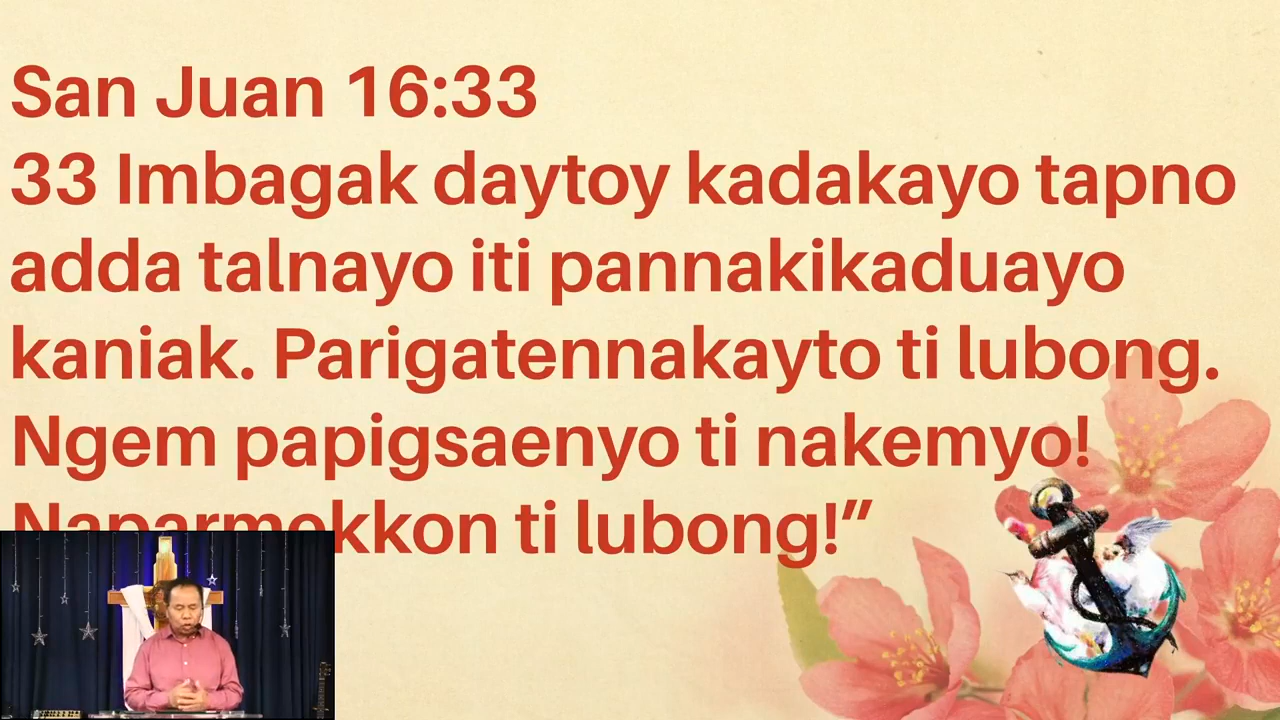 San Juan 16:33
33 Imbagak daytoy kadakayo tapno
adda talnayo iti pannakikaduayo
kaniak. Parigatennakayto ti lubong.
Ngem papigsaenyo ti nakemyo!
Naparmekkon ti lubong!”